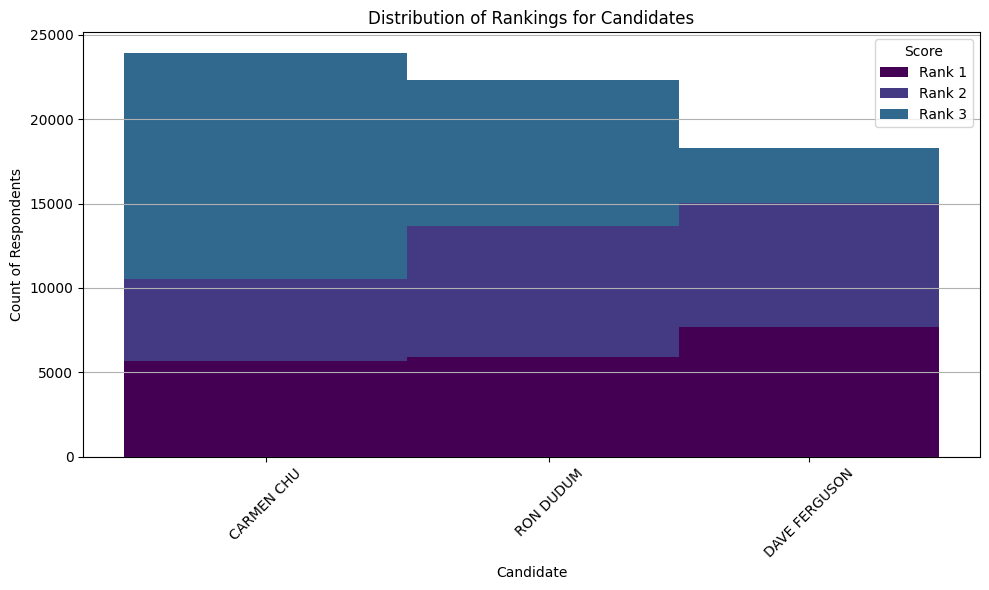 Distribution of Rankings for Candidates
25000
20000
15000
10000
5000
0
Count of Respondents
Score
Rank 1
Rank 2
Rank 3
CARMEN CHU
RON DUDUM
DAVE FERGUSON
Candidate